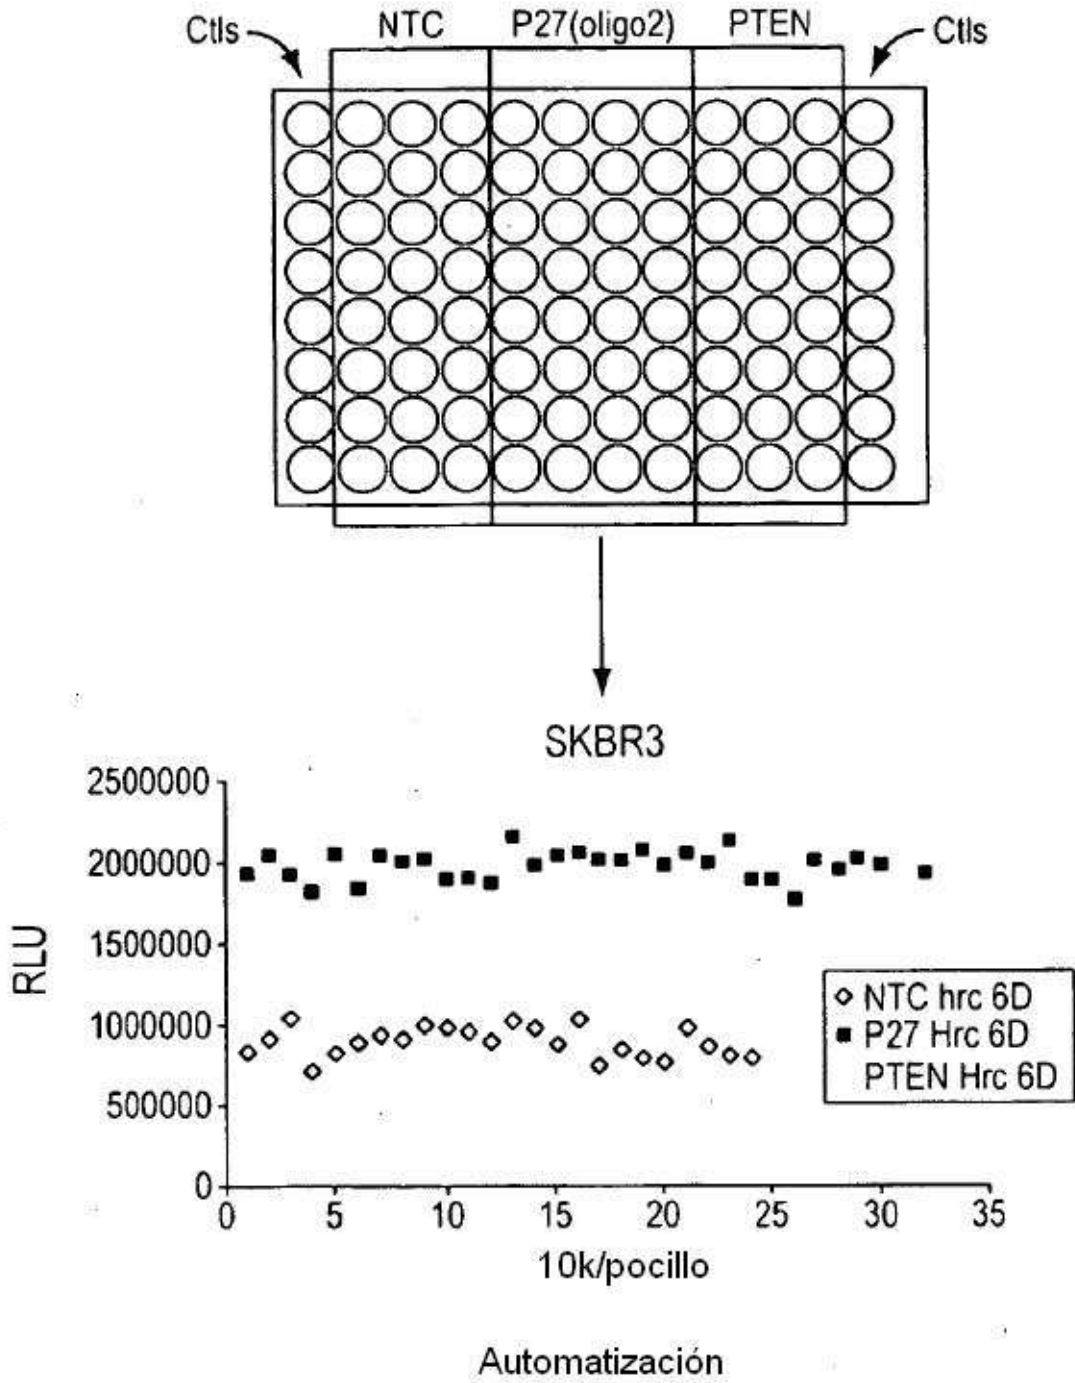 Ctls NTC P27(oligo2) PTEN Ctls
SKBR3
2500000
2000000
1500000
1000000
500000
0
RLU
0 5 10 15 20 25 30 35
10k/pocillo
NTC hrc 6D
P27 Hrc 6D
PTEN Hrc 6D
Automatización